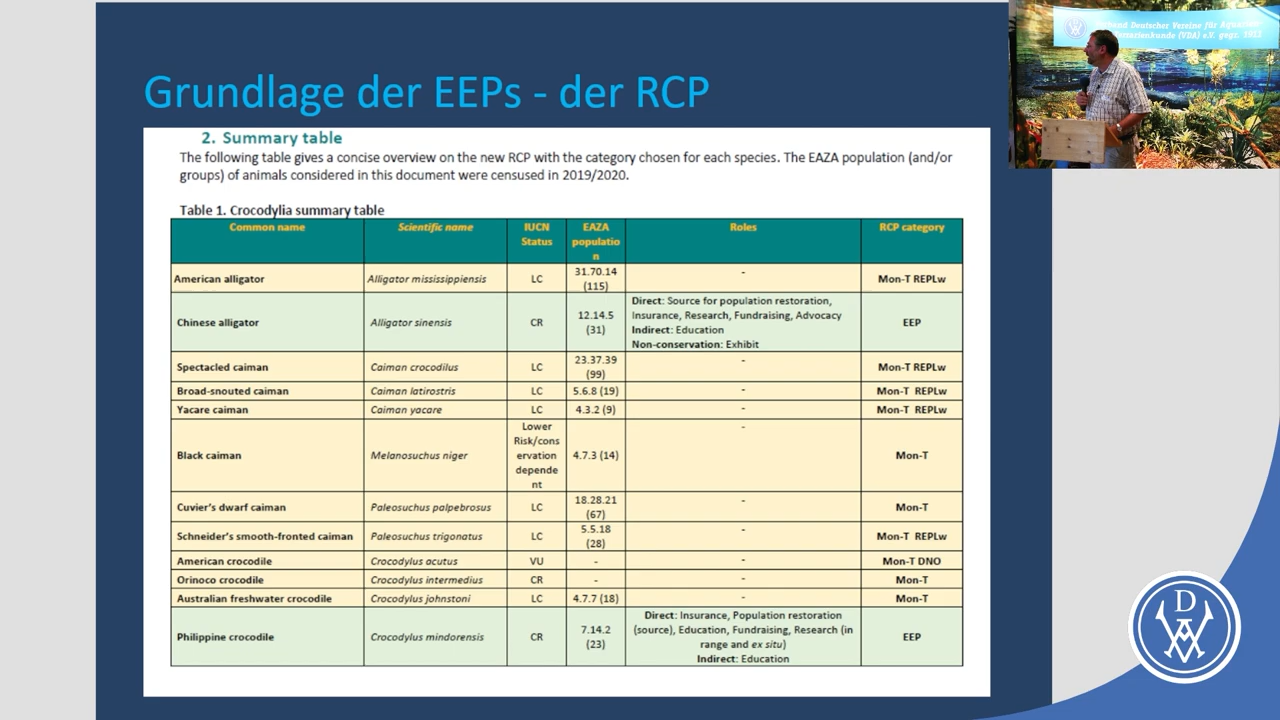 Grundlage der EEPs - der RCP
2. Summary table
The following table gives a concise overview on the new RCP with the category chosen for each species. The EAZA population (and/or
groups) of animals considered in this document were censused in 2019/2020.
Table 1. Crocodylia summary table
Common name Scientific name IUCN Status EAZA populatio n Roles RCP category
American alligator Alligator mississippiensis LC 31.70.14 (115) - Mon-T REPLw
Chinese alligator Alligator sinensis CR 12.14.5 (31) Direct: Source for population restoration, Insurance, Research, Fundraising, Advocacy Indirect: Education Non-conservation: Exhibit EEP
Spectacled caiman Caiman crocodilus LC 23.37.39 (99) - Mon-T REPLw
Broad-snouted caiman Caiman latirostris LC 5.6.8 (19) - Mon-T REPLw
Yacare caiman Caiman yacare LC 4.3.2 (9) - Mon-T REPLw
Black caiman Melanosuchus niger Lower Risk/cons ervation depende nt 4.7.3 (14) - Mon-T
Cuvier's dwarf caiman Paleosuchus palpebrosus LC 18.28.21 (67) - Mon-T
Schneider's smooth-fronted caiman Paleosuchus trigonatus LC 5.5.18 (28) - Mon-T REPLw
American crocodile Crocodylus acutus VU - - Mon-T DNO
Orinoco crocodile Crocodylus intermedius CR - - Mon-T
Australian freshwater crocodile Crocodylus johnstoni LC 4.7.7 (18) - Mon-T
Philippine crocodile Crocodylus mindorensis CR 7.14.2 (23) Direct: Insurance, Population restoration (source), Education, Fundraising, Research (in range and ex situ) Indirect: Education EEP
Deutscher Vereine für
(VDA) e.V. gegr.
VDA